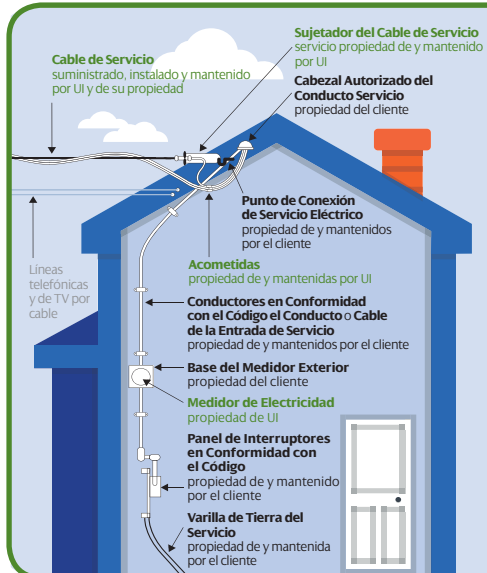 Sujetador del Cable de Servicio
servicio propiedad de y mantenido
por UI
Cable de Servicio
suministrado, instalado y mantenido
por UI y de su propiedad
Cabezal Autorizado del
Conducto Servicio
propiedad del cliente
Punto de Conexión
de Servicio Eléctrico
propiedad de y mantenidos
por el cliente
Líneas
telefónicas
y de TV por
cable
Acometidas
propiedad de y mantenidas por UI
Conductores en Conformidad
con el Código el Conducto o Cable
de la Entrada de Servicio
propiedad de y mantenidos por el cliente
Base del Medidor Exterior
propiedad del cliente
Medidor de Electricidad
propiedad de UI
Panel de Interruptores
en Conformidad con
el Código
propiedad de y mantenido
por el cliente
Varilla de Tierra del
Servicio
propiedad de y mantenida
por el cliente